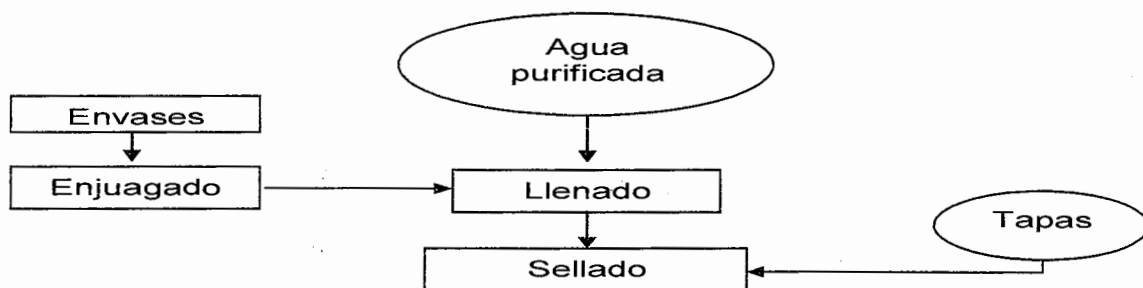 Agua
purificada
Envases
Enjuagado
Llenado
Tapas
Sellado